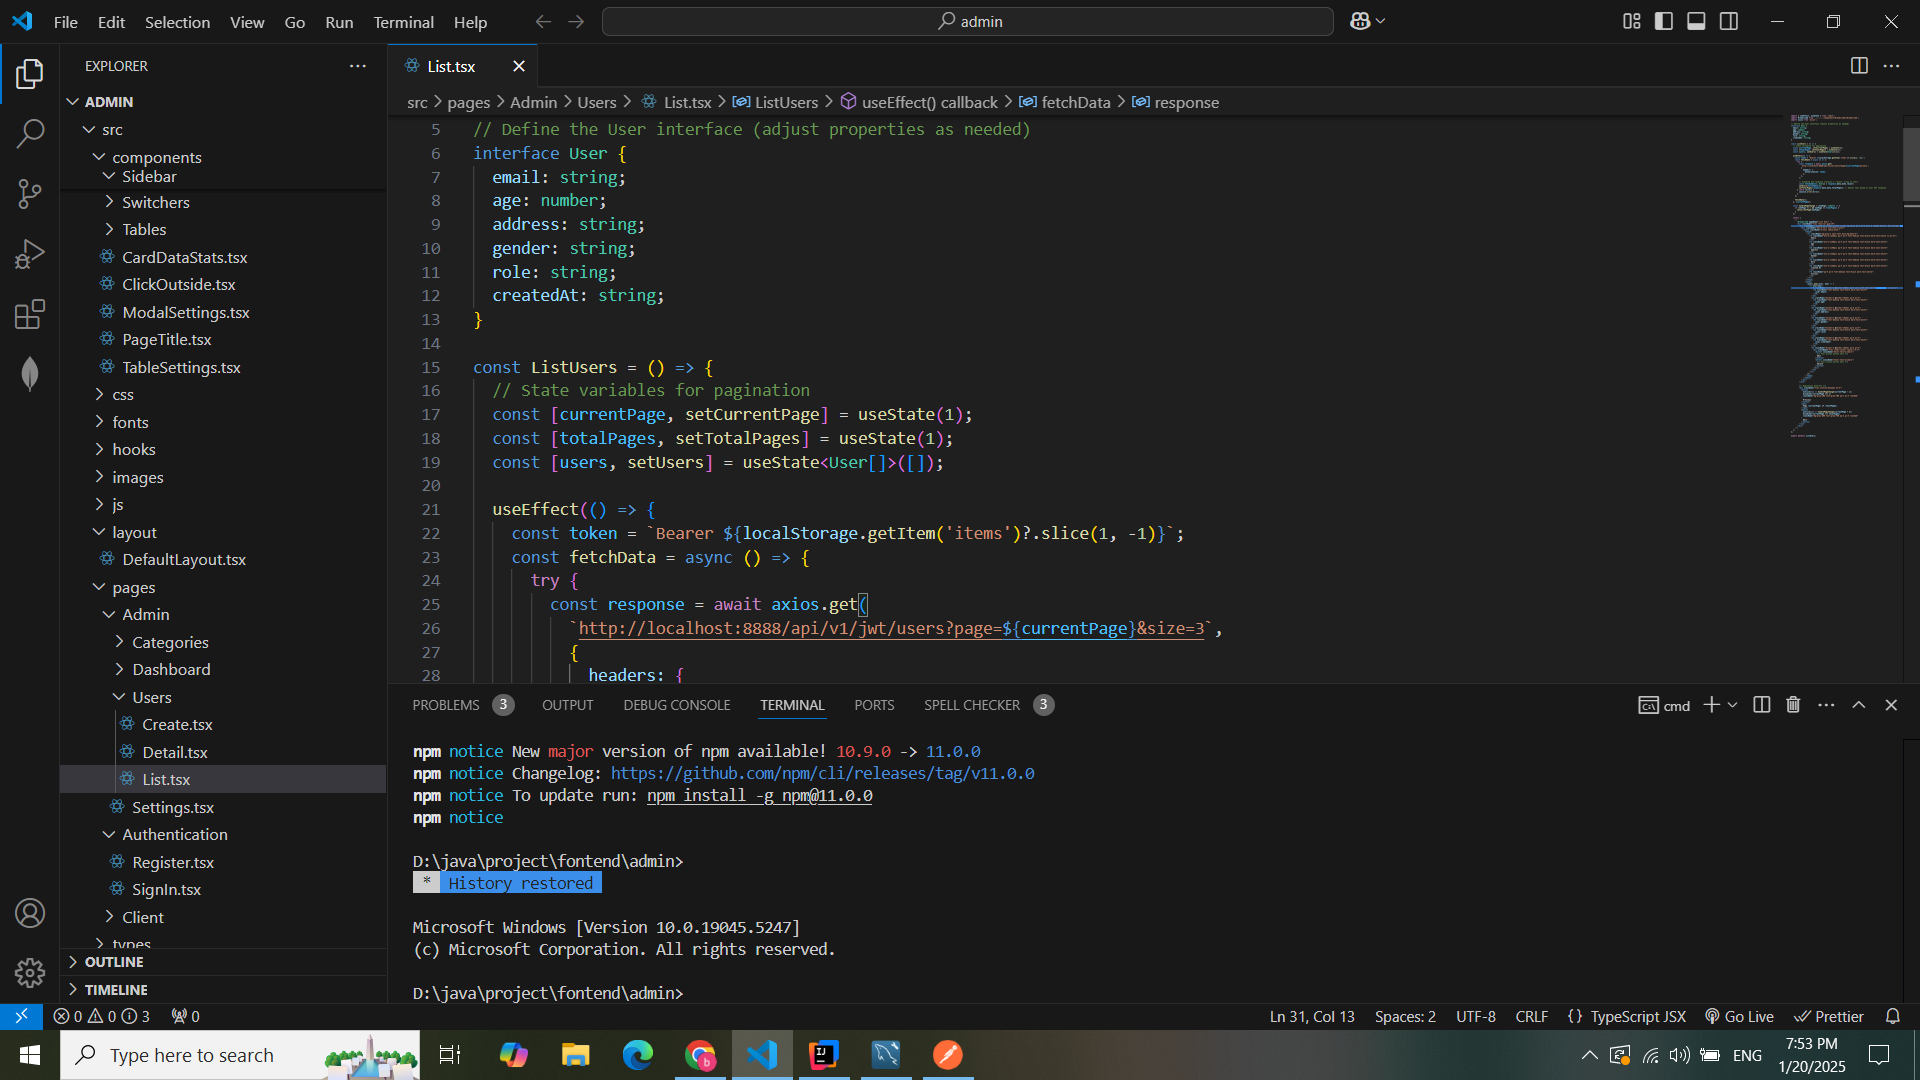 File Edit Selection View Go Run Terminal Help
admin
EXPLORER
ADMIN
src
components
Sidebar
Switchers
Tables
CardDataStats.tsx
ClickOutside.tsx
ModalSettings.tsx
PageTitle.tsx
TableSettings.tsx
css
fonts
hooks
images
js
layout
DefaultLayout.tsx
pages
Admin
Categories
Dashboard
Users
Create.tsx
Detail.tsx
List.tsx
Settings.tsx
Authentication
Register.tsx
SignIn.tsx
Client
types
OUTLINE
TIMELINE
List.tsx
src > pages > Admin > Users > List.tsx > ListUsers > useEffect() callback > fetchData > response
5 // Define the User interface (adjust properties as needed)
6 interface User {
7 email: string;
8 age: number;
9 address: string;
10 gender: string;
11 role: string;
12 createdAt: string;
13 }
14
15 const ListUsers = () => {
16 // State variables for pagination
17 const [currentPage, setCurrentPage] = useState(1);
18 const [totalPages, setTotalPages] = useState(1);
19 const [users, setUsers] = useState<User[]>([]);
20
21 useEffect(() => {
22 const token = `Bearer ${localStorage.getItem('items')?.slice(1, -1)}`;
23 const fetchData = async () => {
24 try {
25 const response = await axios.get(
26 `http://localhost:8888/api/v1/jwt/users?page=${currentPage}&size=3`,
27 {
28 headers: {
PROBLEMS 3 OUTPUT DEBUG CONSOLE TERMINAL PORTS SPELL CHECKER 3
cmd
npm notice New major version of npm available! 10.9.0 -> 11.0.0
npm notice Changelog: https://github.com/npm/cli/releases/tag/v11.0.0
npm notice To update run: npm install -g npm@11.0.0
npm notice
D:\java\project\fontend\admin>
* History restored
Microsoft Windows [Version 10.0.19045.5247]
(c) Microsoft Corporation. All rights reserved.
D:\java\project\fontend\admin>
0 0 3 0
Ln 31, Col 13 Spaces: 2 UTF-8 CRLF {} TypeScript JSX Go Live Prettier
Type here to search
ENG
7:53 PM
1/20/2025